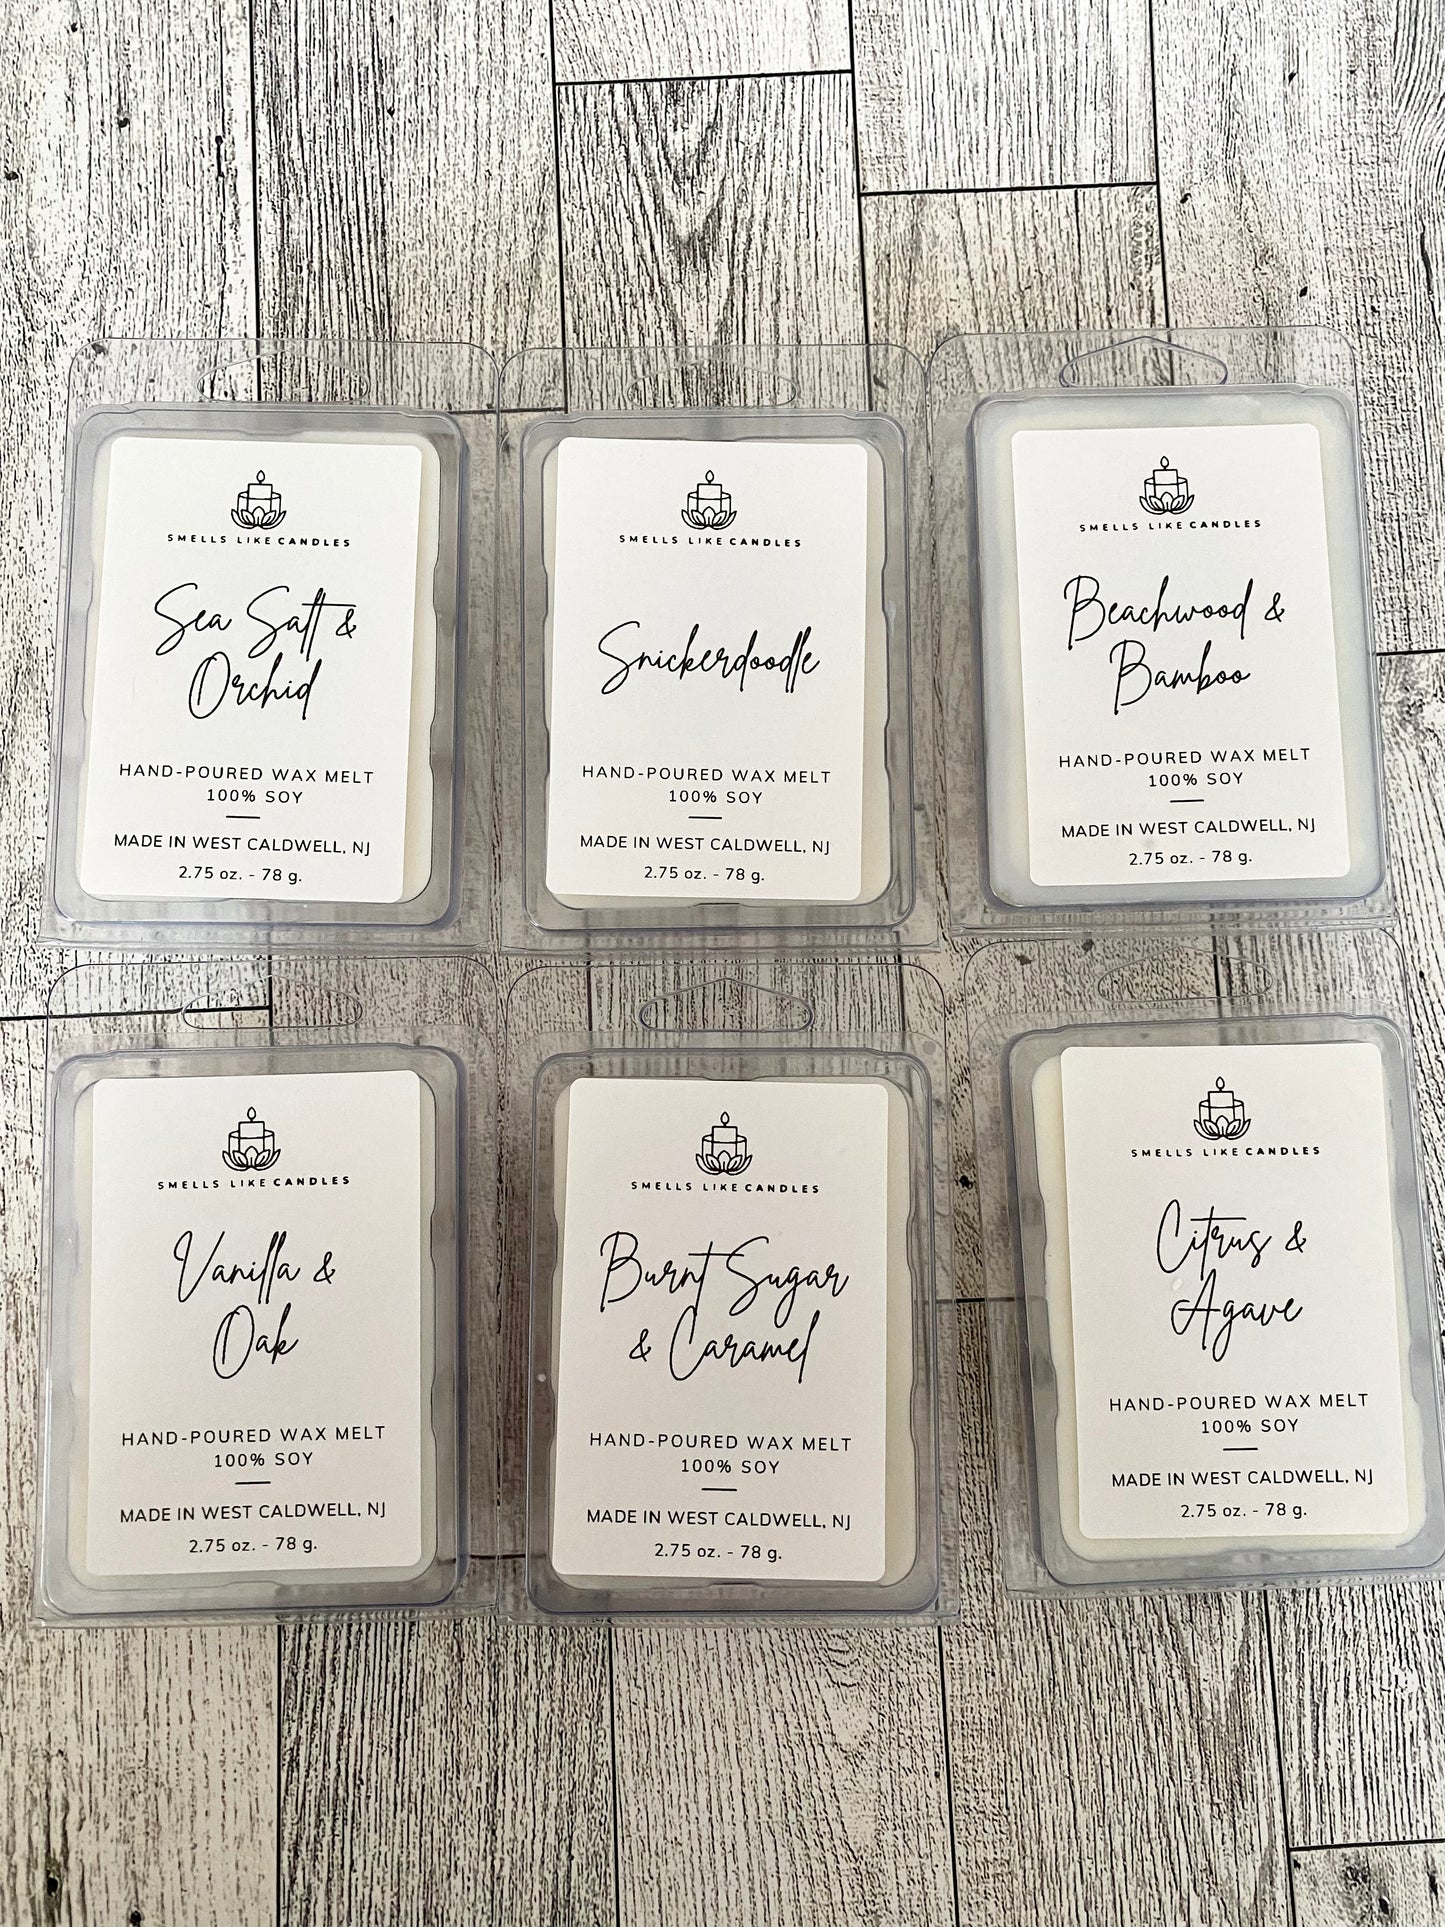 SMELLS LIKE CANDLES
Sea Salt &
Orchid
HAND-POURED WAX MELT
100% SOY
MADE IN WEST CALDWELL, NJ
2.75 oz. - 78 g.
SMELLS LIKE CANDLES
Snickerdoodle
HAND-POURED WAX MELT
100% SOY
MADE IN WEST CALDWELL, NJ
2.75 oz. - 78 g.
SMELLS LIKE CANDLES
Beachwood &
Bamboo
HAND-POURED WAX MELT
100% SOY
MADE IN WEST CALDWELL, NJ
2.75 oz. - 78 g.
SMELLS LIKE CANDLES
Vanilla &
Oak
HAND-POURED WAX MELT
100% SOY
MADE IN WEST CALDWELL, NJ
2.75 oz. - 78 g.
SMELLS LIKE CANDLES
Burnt Sugar
& Caramel
HAND-POURED WAX MELT
100% SOY
MADE IN WEST CALDWELL, NJ
2.75 oz. - 78 g.
SMELLS LIKE CANDLES
Citrus &
Agave
HAND-POURED WAX MELT
100% SOY
MADE IN WEST CALDWELL, NJ
2.75 oz. - 78 g.